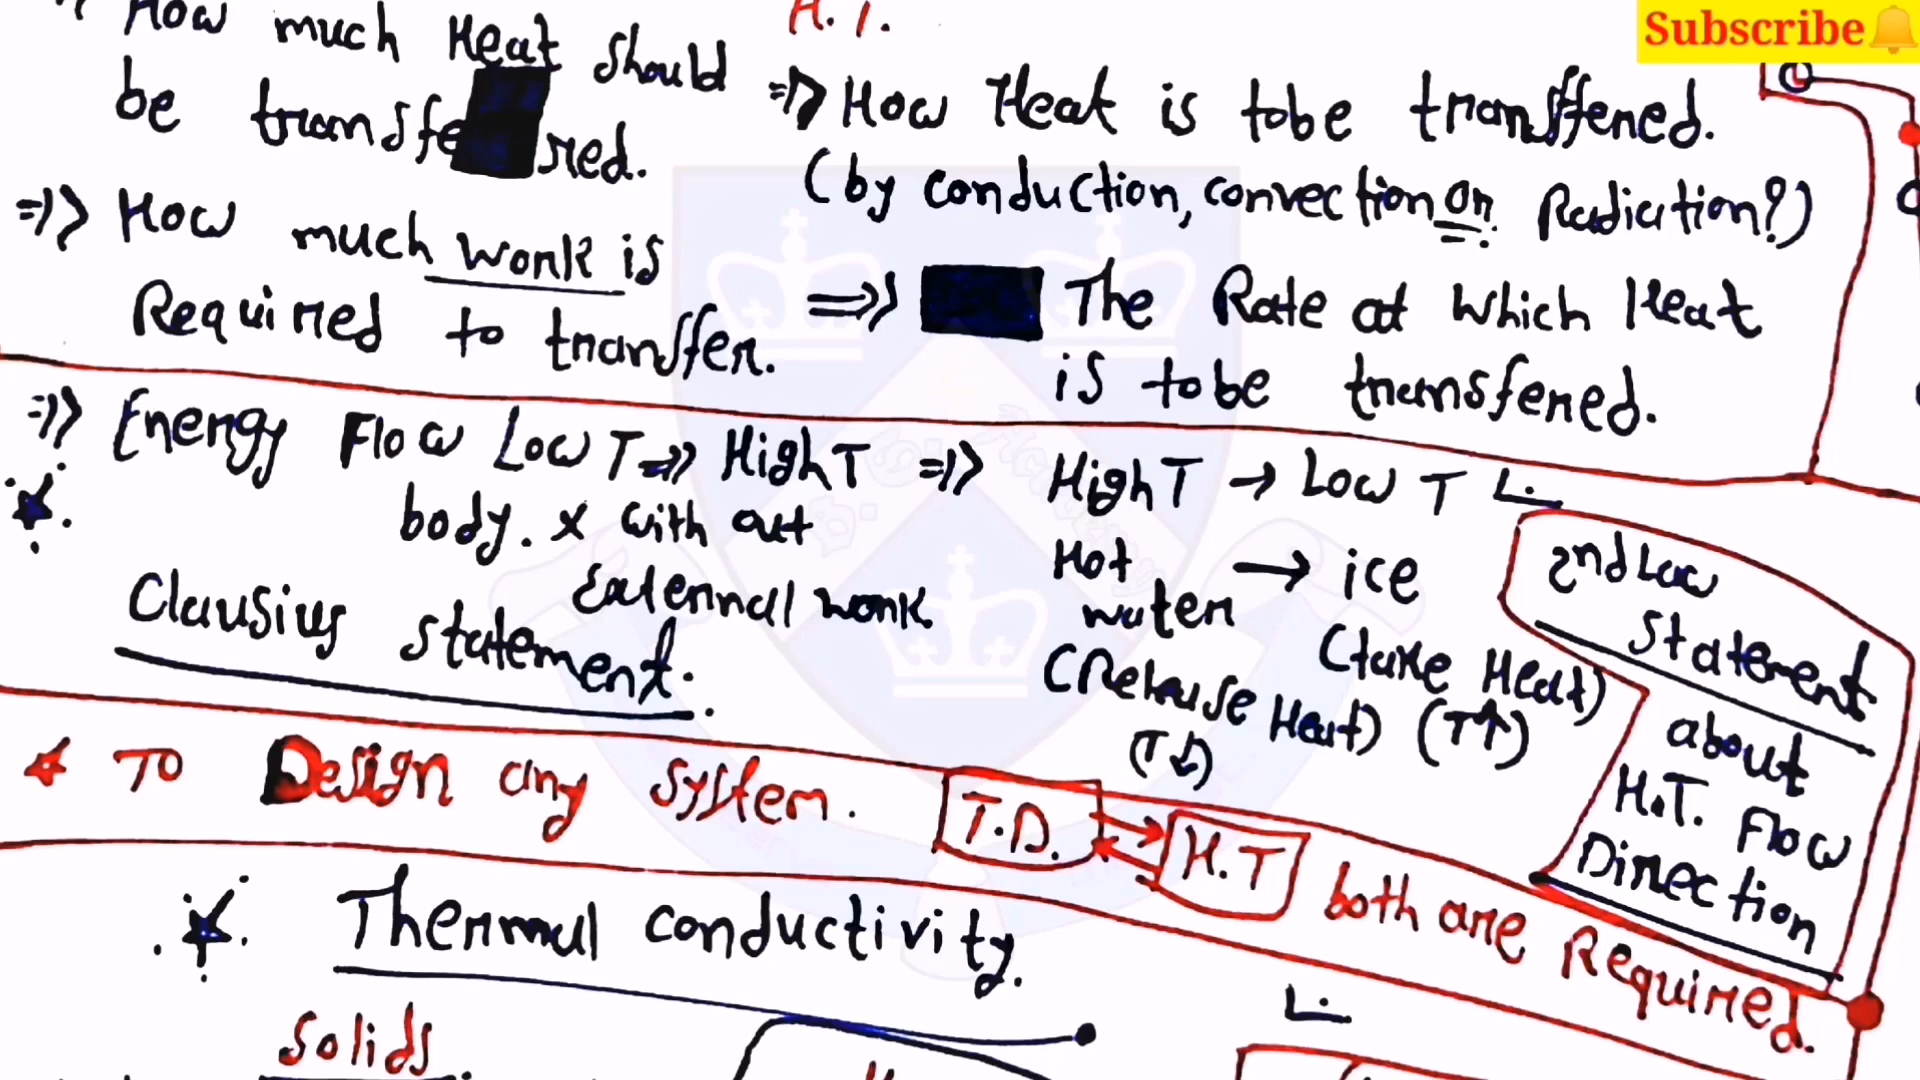 How much Heat should
be transferred.
=>> How much work is
Required to transfer.
H.T.
=>> How Heat is tobe transffered.
(by conduction, convection or Radiation?)
=>> The Rate at which Heat
is tobe transfered.
Subscribe
=>> Energy Flow Low T =>> High T
body. x with out
External work
Clausius statement.
=>> High T → Low T
Hot water → ice
(Release Heat) (take Heat)
(T↓) (T↑)
2nd Law
Statement
about
H.T. Flow
Direction
* To Design any system. T.D. H.T both are Required.
Thermal conductivity.
Solids